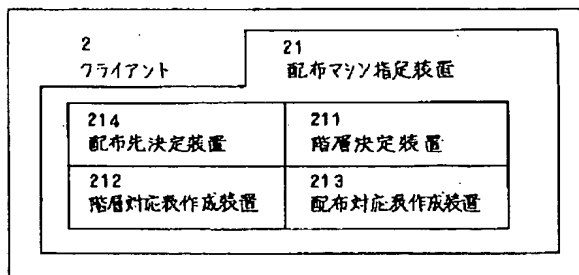 2
クライアント
21
配布マシン指定装置
214
配布先決定装置
211
階層決定装置
212
階層対応表作成装置
213
配布対応表作成装置